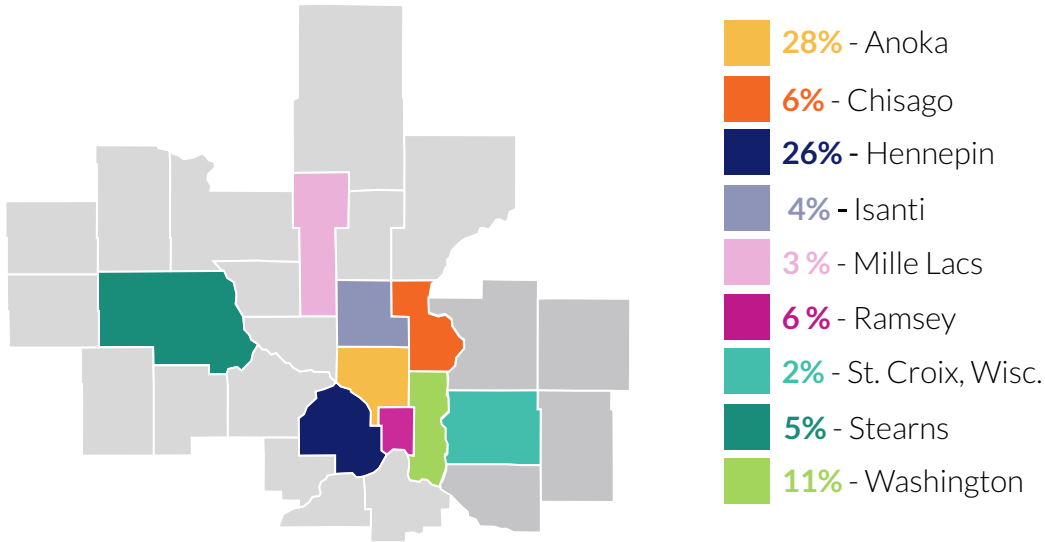 28% - Anoka
6% - Chisago
26% - Hennepin
4% - Isanti
3 % - Mille Lacs
6 % - Ramsey
2% - St. Croix, Wisc.
5% - Stearns
11% - Washington